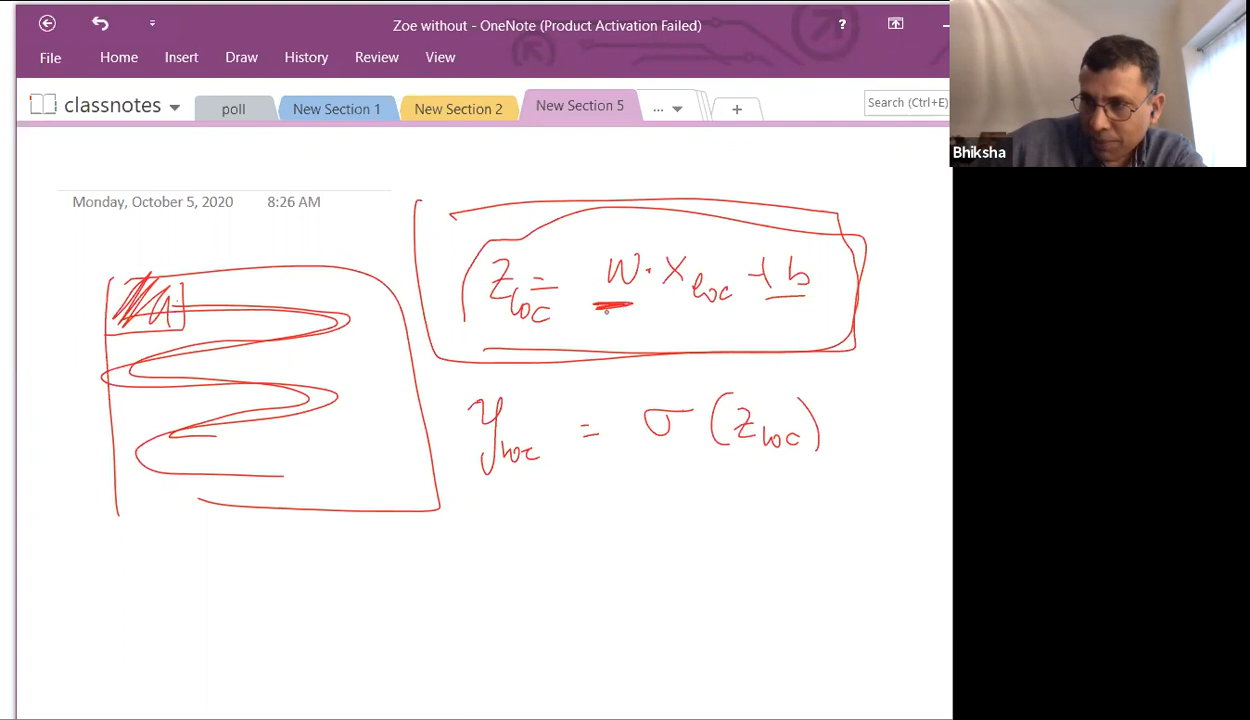 Zoe without - OneNote (Product Activation Failed)
?
File Home Insert Draw History Review View
classnotes poll New Section 1 New Section 2 New Section 5 ... + Search (Ctrl+E)
Bhiksha
Monday, October 5, 2020 8:26 AM
Z_loc = W · X_loc + b
y_loc = σ (Z_loc)